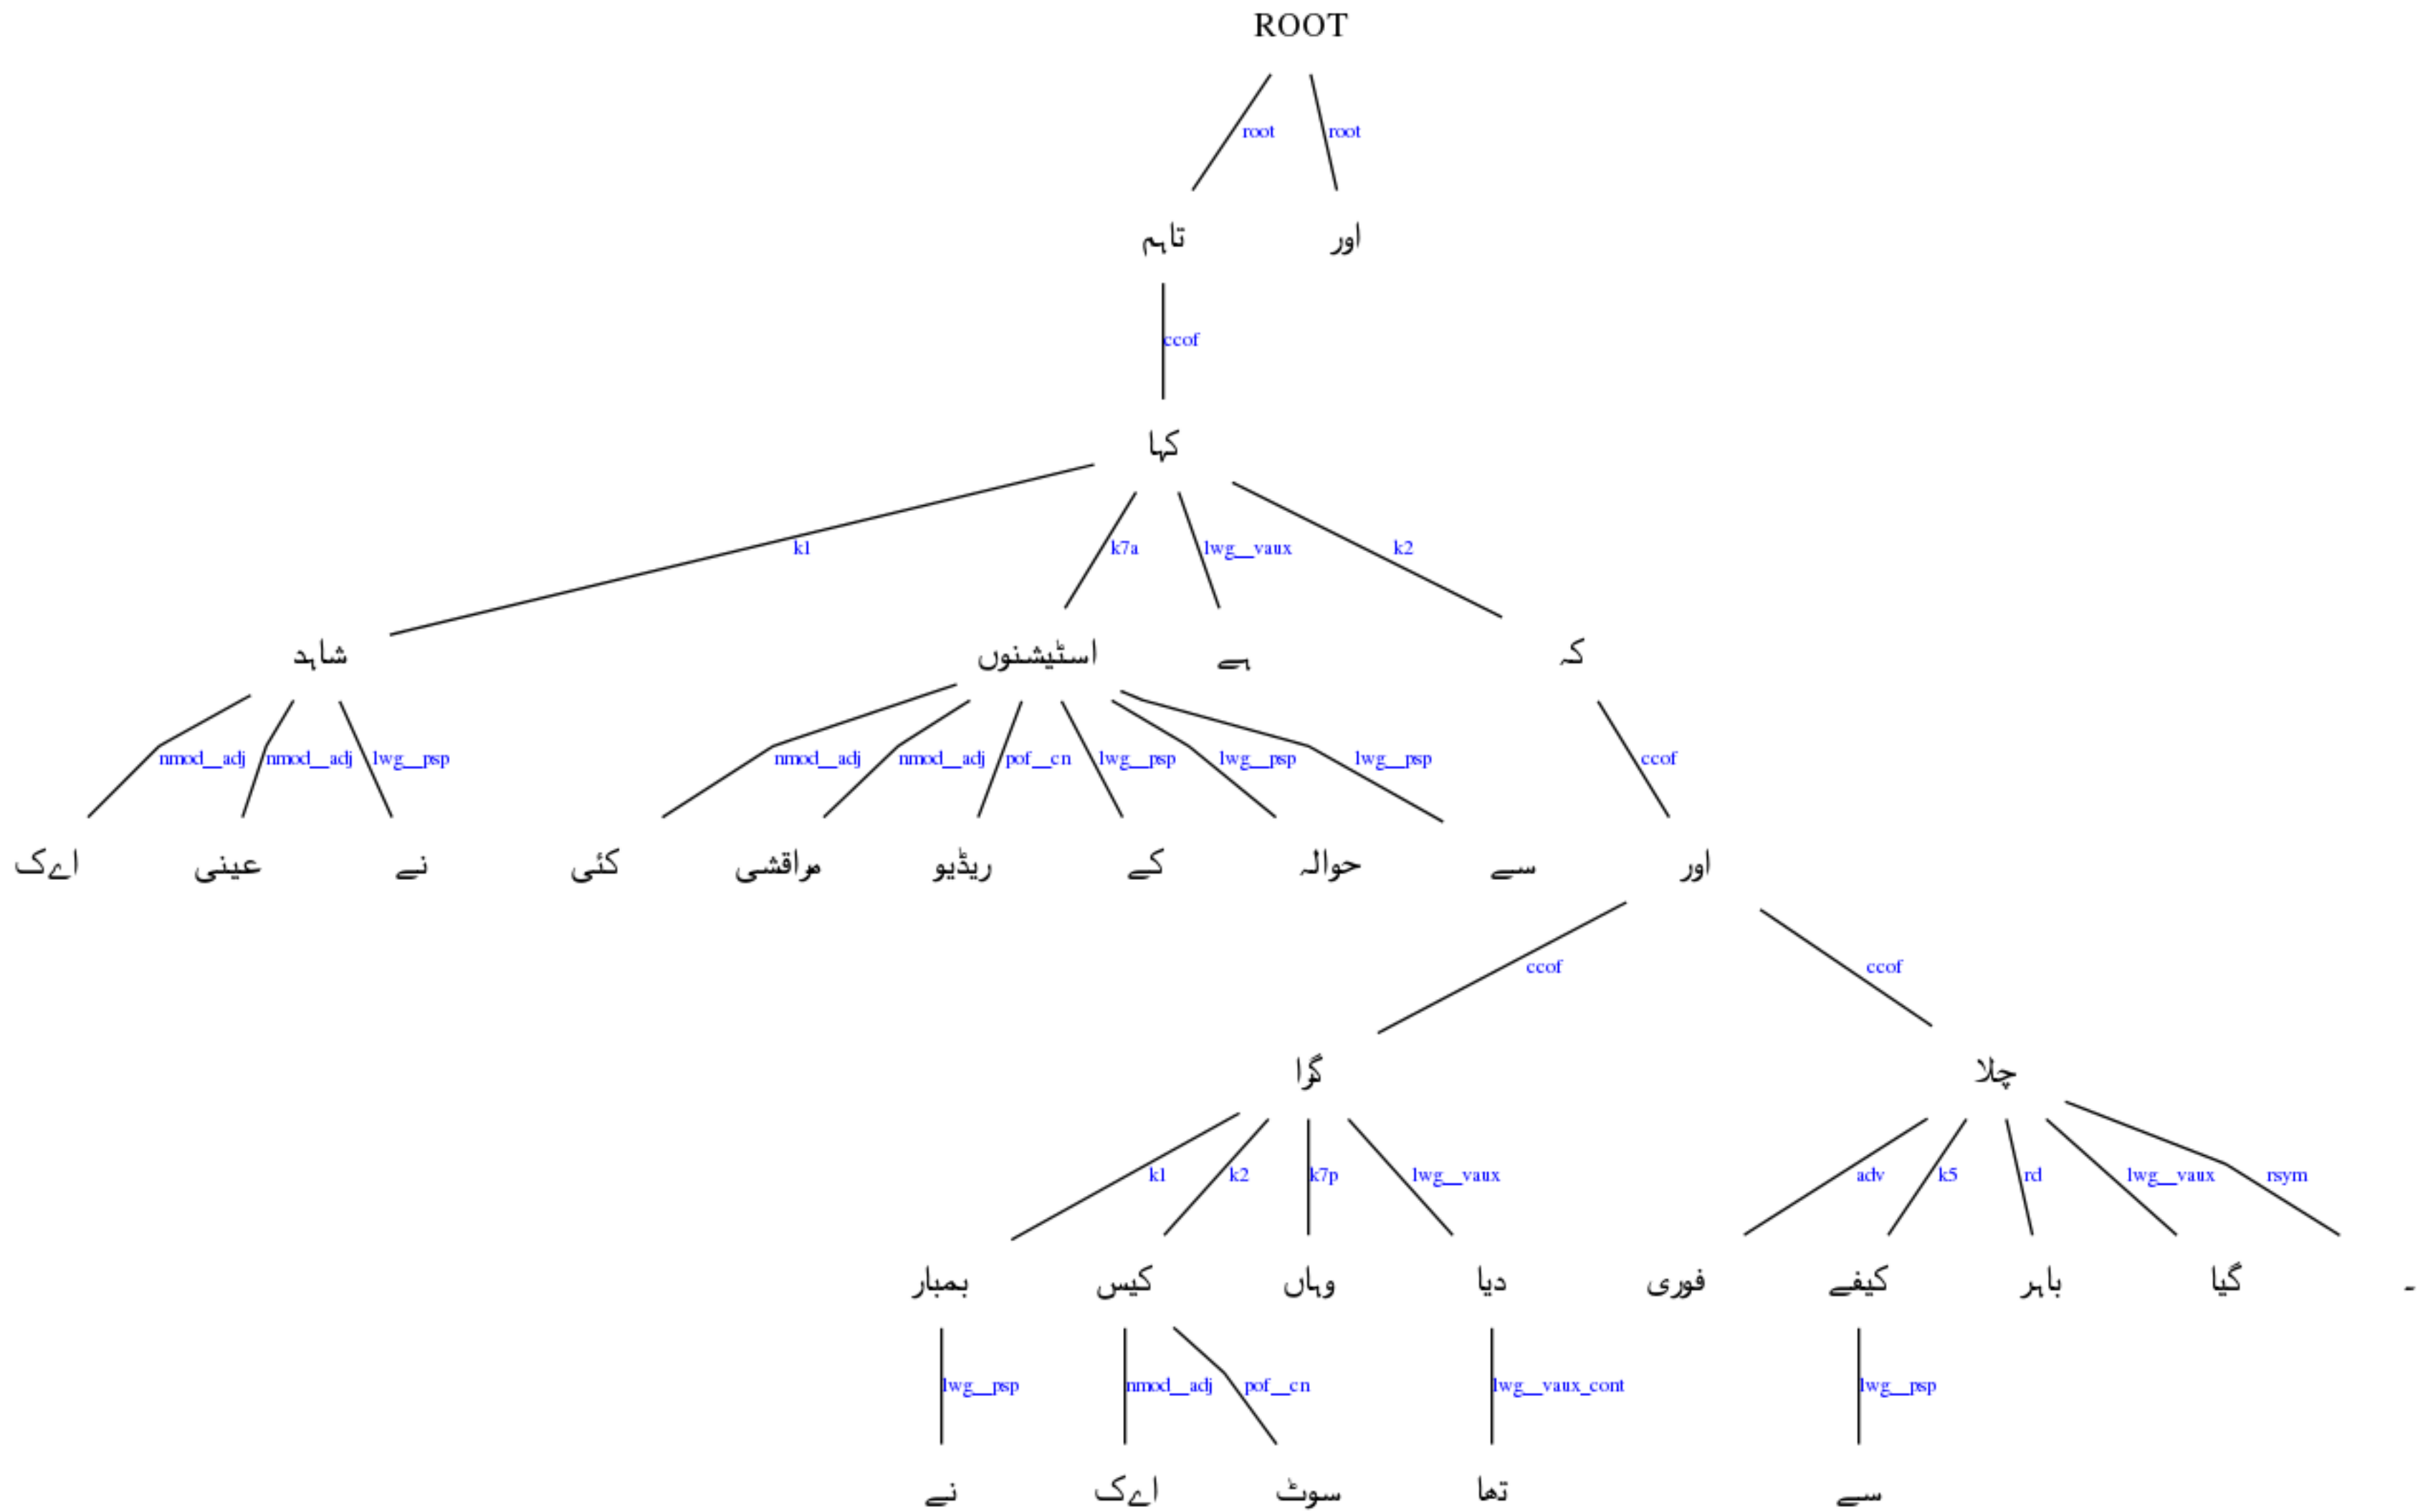 ROOT
root root
تاہم اور
ccof
کہا
k1 k7a lwg__vaux k2
شاہد اسٹیشنوں ہے کہ
nmod__adj nmod__adj lwg__psp nmod__adj nmod__adj pof__cn lwg__psp lwg__psp lwg__psp ccof
اےک عینی نے کئی مراقشی ریڈیو کے حوالہ سے اور
ccof ccof
گرا چلا
k1 k2 k7p lwg__vaux adv k5 rd lwg__vaux rsym
بمبار کیس وہاں دیا فوری کیفے باہر گیا ۔
lwg__psp nmod__adj pof__cn lwg__vaux_cont lwg__psp
نے اےک سوٹ تھا سے